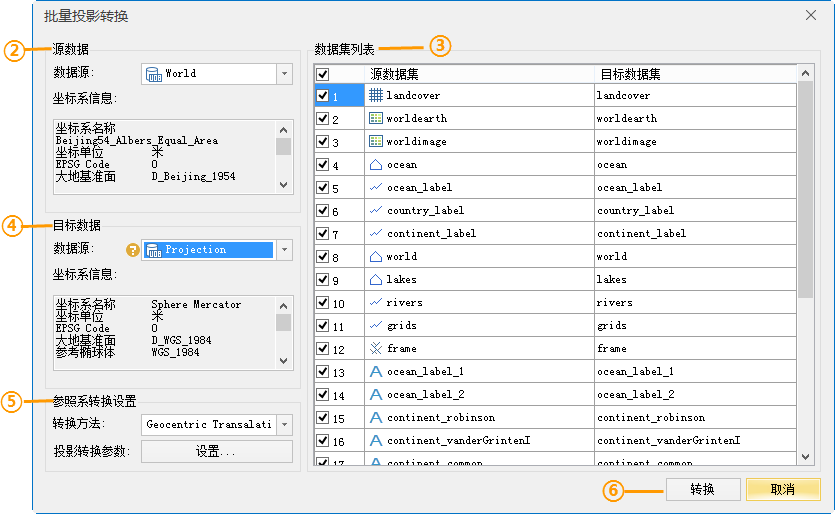 批量投影转换
② 源数据
数据源: World
坐标系信息:
坐标系名称
Beijing54_Albers_Equal_Area
坐标单位 米
EPSG Code 0
大地基准面 D_Beijing_1954
④ 目标数据
数据源: ? Projection
坐标系信息:
坐标系名称 Sphere Mercator
坐标单位 米
EPSG Code 0
大地基准面 D_WGS_1984
参考椭球体 WGS_1984
⑤ 参照系转换设置
转换方法: Geocentric Transalati
投影转换参数: 设置...
数据集列表 ③
源数据集 目标数据集
1 landcover landcover
2 worldearth worldearth
3 worldimage worldimage
4 ocean ocean
5 ocean_label ocean_label
6 country_label country_label
7 continent_label continent_label
8 world world
9 lakes lakes
10 rivers rivers
11 grids grids
12 frame frame
13 ocean_label_1 ocean_label_1
14 ocean_label_2 ocean_label_2
15 continent_robinson continent_robinson
16 continent_vanderGrintenI continent_vanderGrintenI
17 continent_common continent_common
⑥ 转换 取消